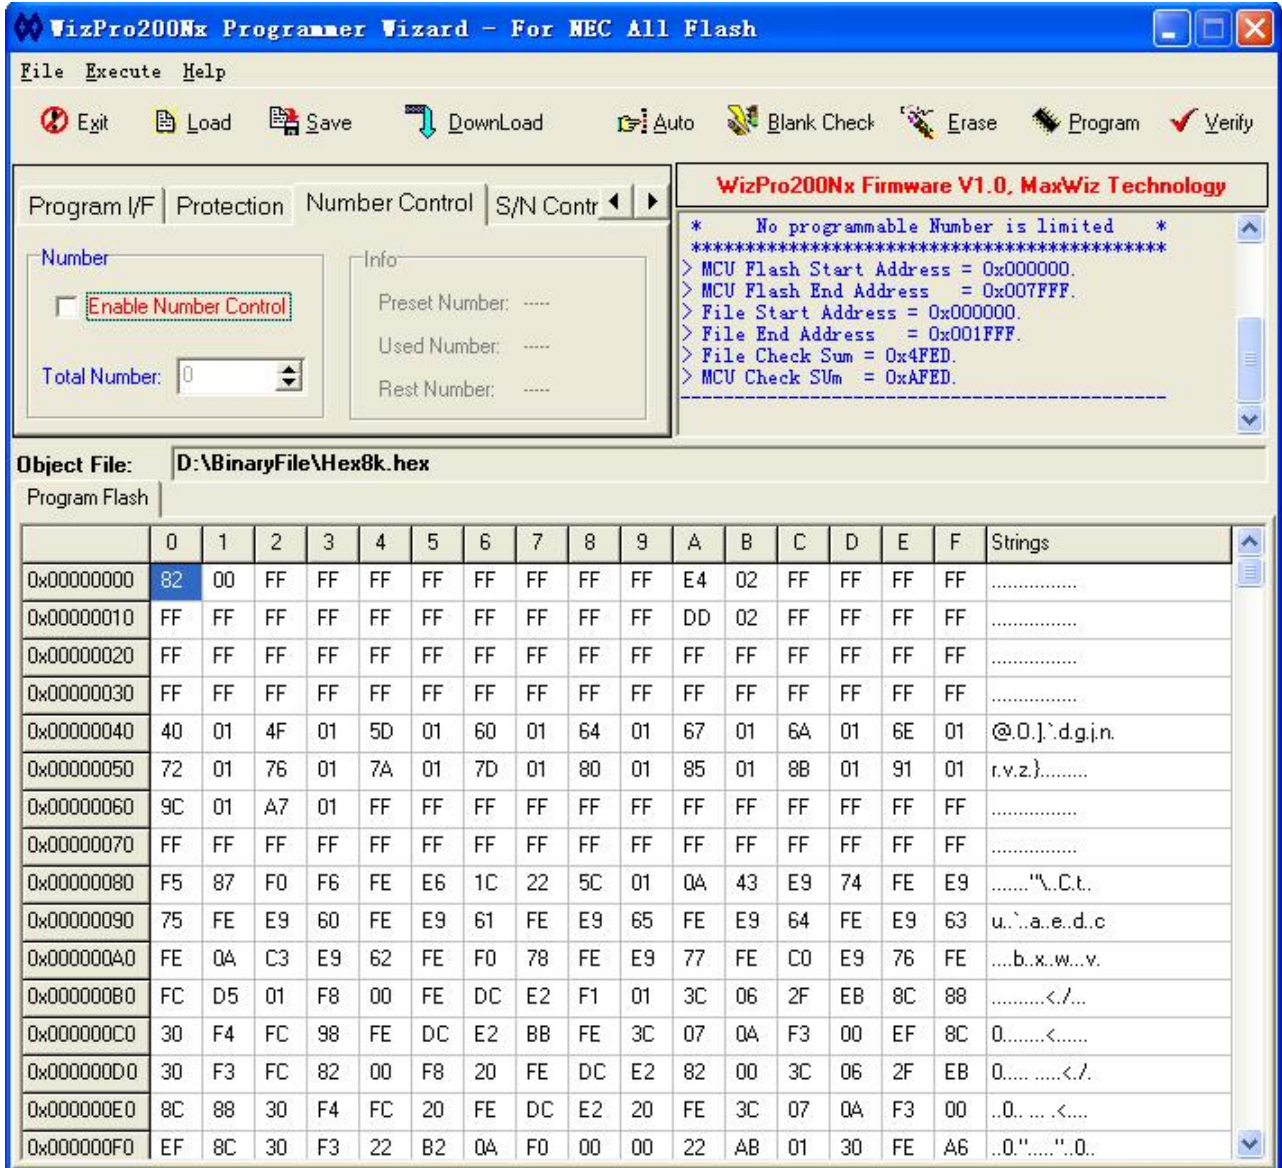 WizPro200Nx Programmer Wizard - For NEC All Flash
File Execute Help
Exit Load Save DownLoad Auto Blank Check Erase Program Verify
Program I/F Protection Number Control S/N Contr
Number
Enable Number Control
Total Number: 0
Info
Preset Number: -----
Used Number: -----
Rest Number: -----
WizPro200Nx Firmware V1.0, MaxWiz Technology
* No programmable Number is limited *
********************************************
> MCU Flash Start Address = 0x000000.
> MCU Flash End Address = 0x007FFF.
> File Start Address = 0x000000.
> File End Address = 0x001FFF.
> File Check Sum = 0x4FED.
> MCU Check SUm = 0xAFED.
--------------------------------------------
Object File: D:\BinaryFile\Hex8k.hex
Program Flash
0 1 2 3 4 5 6 7 8 9 A B C D E F Strings
0x00000000 82 00 FF FF FF FF FF FF FF FF E4 02 FF FF FF FF ................
0x00000010 FF FF FF FF FF FF FF FF FF FF DD 02 FF FF FF FF ................
0x00000020 FF FF FF FF FF FF FF FF FF FF FF FF FF FF FF FF ................
0x00000030 FF FF FF FF FF FF FF FF FF FF FF FF FF FF FF FF ................
0x00000040 40 01 4F 01 5D 01 60 01 64 01 67 01 6A 01 6E 01 @.O.].`.d.g.j.n.
0x00000050 72 01 76 01 7A 01 7D 01 80 01 85 01 8B 01 91 01 r.v.z.}.........
0x00000060 9C 01 A7 01 FF FF FF FF FF FF FF FF FF FF FF FF ................
0x00000070 FF FF FF FF FF FF FF FF FF FF FF FF FF FF FF FF ................
0x00000080 F5 87 F0 F6 FE E6 1C 22 5C 01 0A 43 E9 74 FE E9 ......."\..C.t..
0x00000090 75 FE E9 60 FE E9 61 FE E9 65 FE E9 64 FE E9 63 u..`..a..e..d..c
0x000000A0 FE 0A C3 E9 62 FE F0 78 FE E9 77 FE C0 E9 76 FE ....b..x..w...v.
0x000000B0 FC D5 01 F8 00 FE DC E2 F1 01 3C 06 2F EB 8C 88 ..........<./...
0x000000C0 30 F4 FC 98 FE DC E2 BB FE 3C 07 0A F3 00 EF 8C 0........<......
0x000000D0 30 F3 FC 82 00 F8 20 FE DC E2 82 00 3C 06 2F EB 0..... .....<./.
0x000000E0 8C 88 30 F4 FC 20 FE DC E2 20 FE 3C 07 0A F3 00 ..0.. ... .<....
0x000000F0 EF 8C 30 F3 22 B2 0A F0 00 00 22 AB 01 30 FE A6 ..0."....."..0..